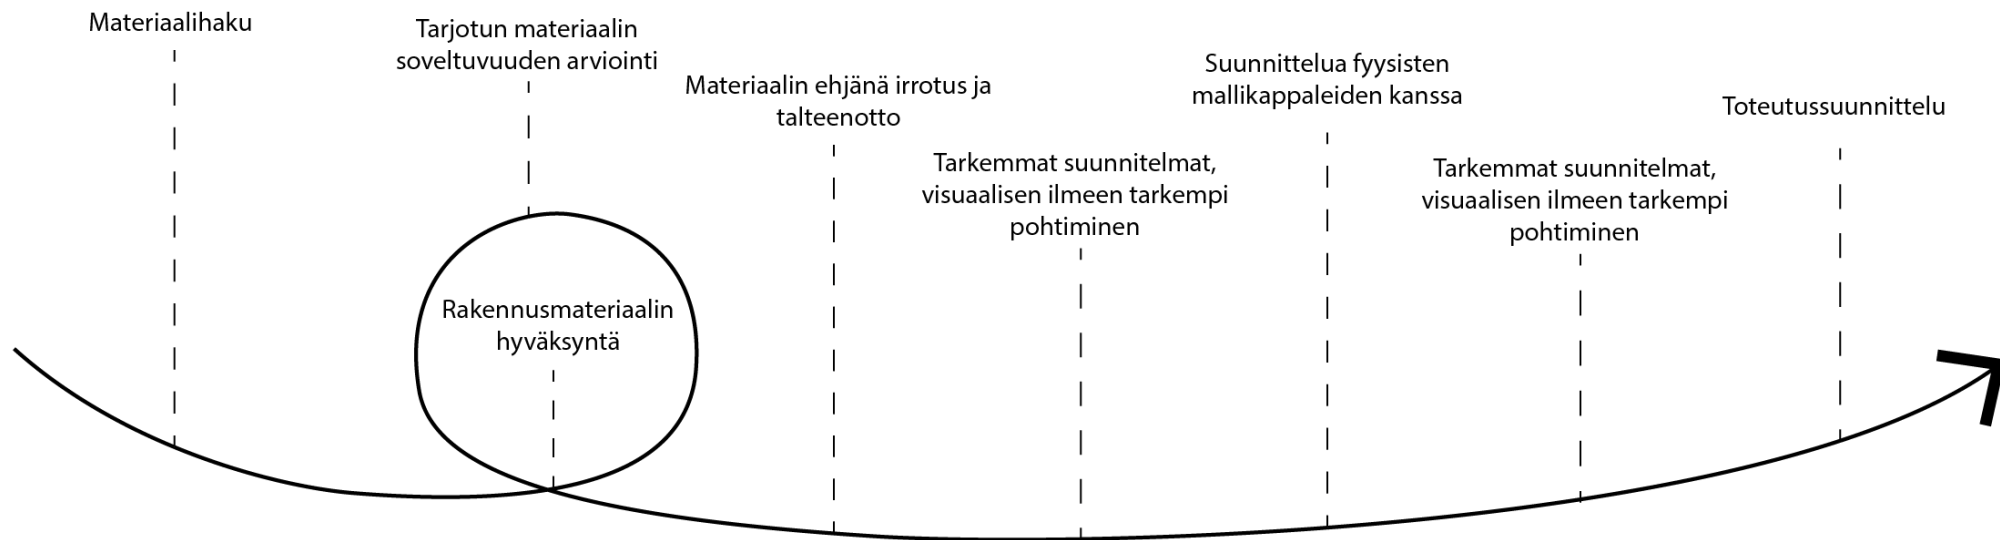 Materiaalihaku
Tarjotun materiaalin
soveltuvuuden arviointi
Rakennusmateriaalin
hyväksyntä
Materiaalin ehjänä irrotus ja
talteenotto
Tarkemmat suunnitelmat,
visuaalisen ilmeen tarkempi
pohtiminen
Suunnittelua fyysisten
mallikappaleiden kanssa
Tarkemmat suunnitelmat,
visuaalisen ilmeen tarkempi
pohtiminen
Toteutussuunnittelu